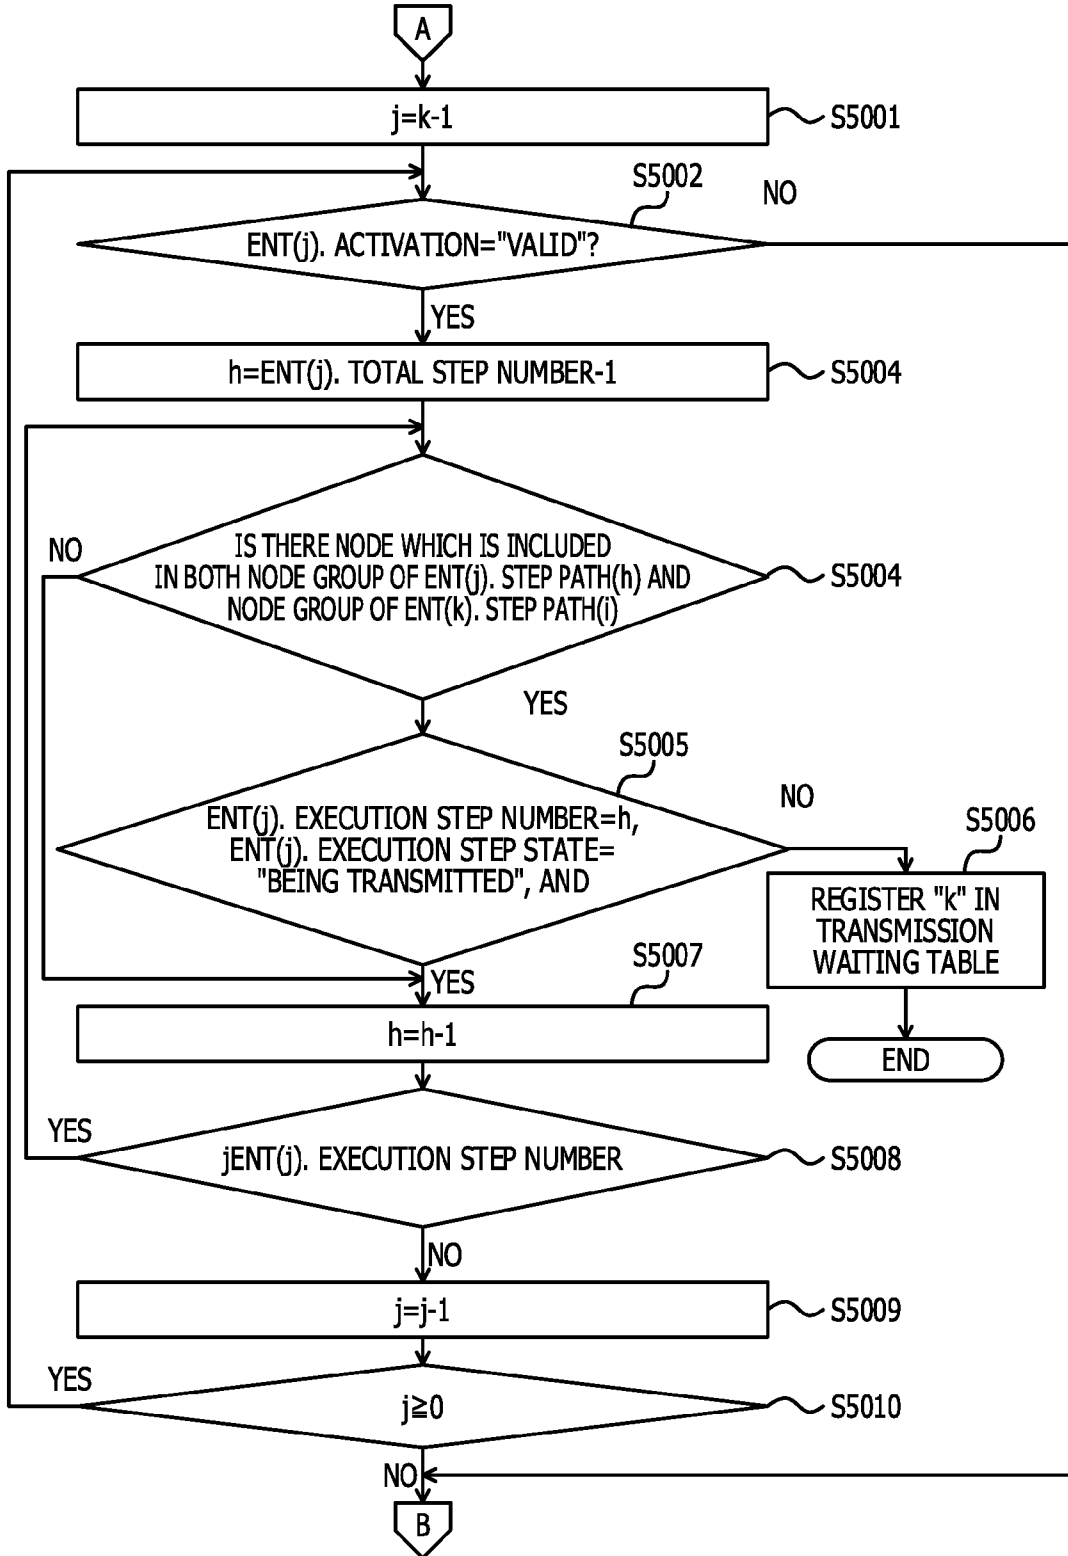 A
j=k-1
S5001
S5002
NO
ENT(j). ACTIVATION="VALID"?
YES
h=ENT(j). TOTAL STEP NUMBER-1
S5004
NO
IS THERE NODE WHICH IS INCLUDED
IN BOTH NODE GROUP OF ENT(j). STEP PATH(h) AND
NODE GROUP OF ENT(k). STEP PATH(i)
S5004
YES
S5005
NO
ENT(j). EXECUTION STEP NUMBER=h,
ENT(j). EXECUTION STEP STATE=
"BEING TRANSMITTED", AND
S5006
REGISTER "k" IN
TRANSMISSION
WAITING TABLE
YES
S5007
h=h-1
END
YES
jENT(j). EXECUTION STEP NUMBER
S5008
NO
j=j-1
S5009
YES
j≧0
S5010
NO
B